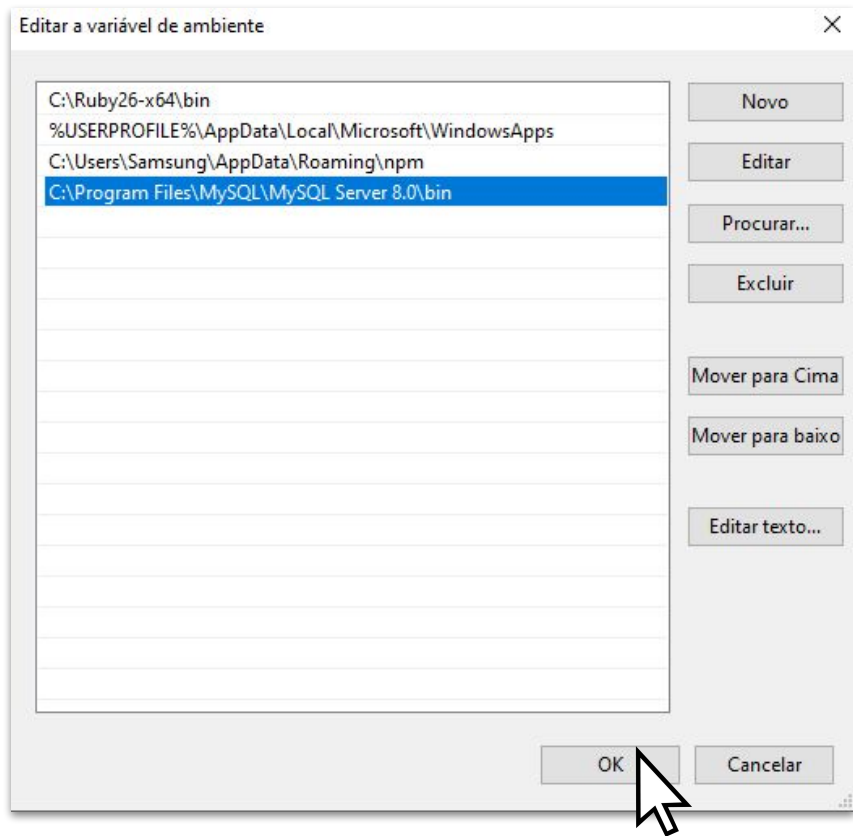 Editar a variável de ambiente
C:\Ruby26-x64\bin
%USERPROFILE%\AppData\Local\Microsoft\WindowsApps
C:\Users\Samsung\AppData\Roaming\npm
C:\Program Files\MySQL\MySQL Server 8.0\bin
Novo
Editar
Procurar...
Excluir
Mover para Cima
Mover para baixo
Editar texto...
OK
Cancelar